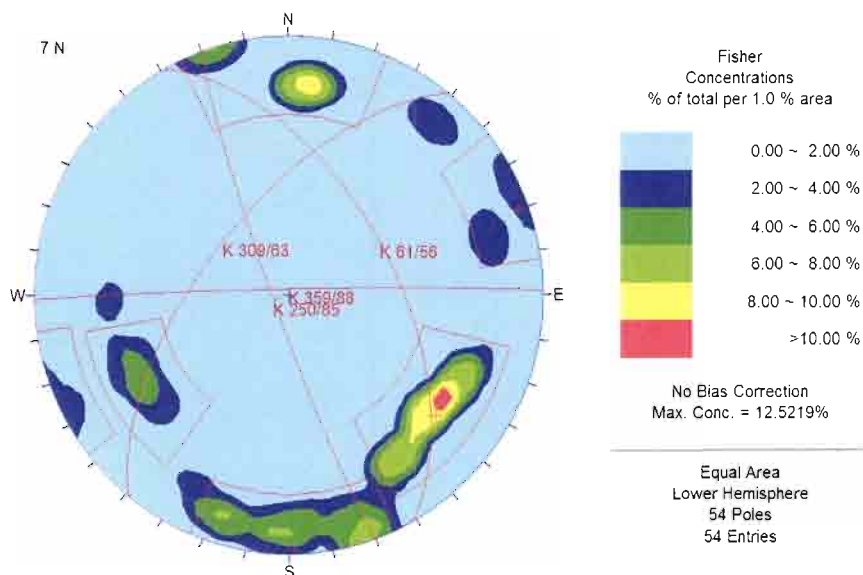 7 N
N
W
E
S
K 309/63
K 61/56
K 359/88
K 250/85
Fisher
Concentrations
% of total per 1.0 % area
0.00 ~ 2.00 %
2.00 ~ 4.00 %
4.00 ~ 6.00 %
6.00 ~ 8.00 %
8.00 ~ 10.00 %
>10.00 %
No Bias Correction
Max. Conc. = 12.5219%
Equal Area
Lower Hemisphere
54 Poles
54 Entries